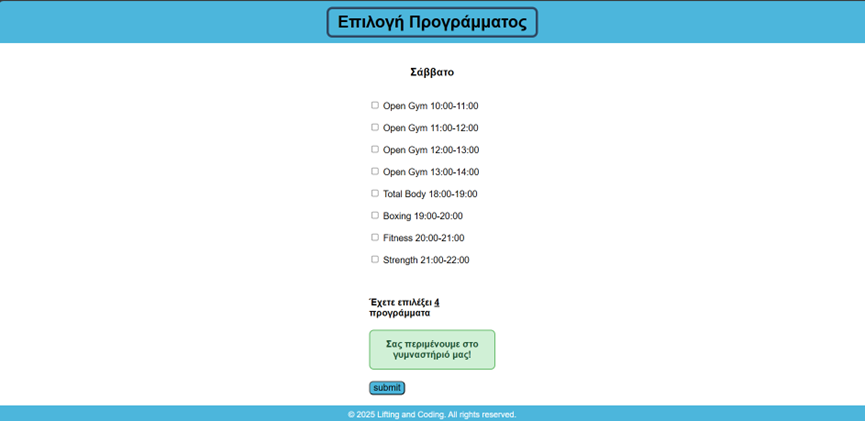 Επιλογή Προγράμματος
Σάββατο
Open Gym 10:00-11:00
Open Gym 11:00-12:00
Open Gym 12:00-13:00
Open Gym 13:00-14:00
Total Body 18:00-19:00
Boxing 19:00-20:00
Fitness 20:00-21:00
Strength 21:00-22:00
Έχετε επιλέξει 4
προγράμματα
Σας περιμένουμε στο
γυμναστήριό μας!
submit
© 2025 Lifting and Coding. All rights reserved.